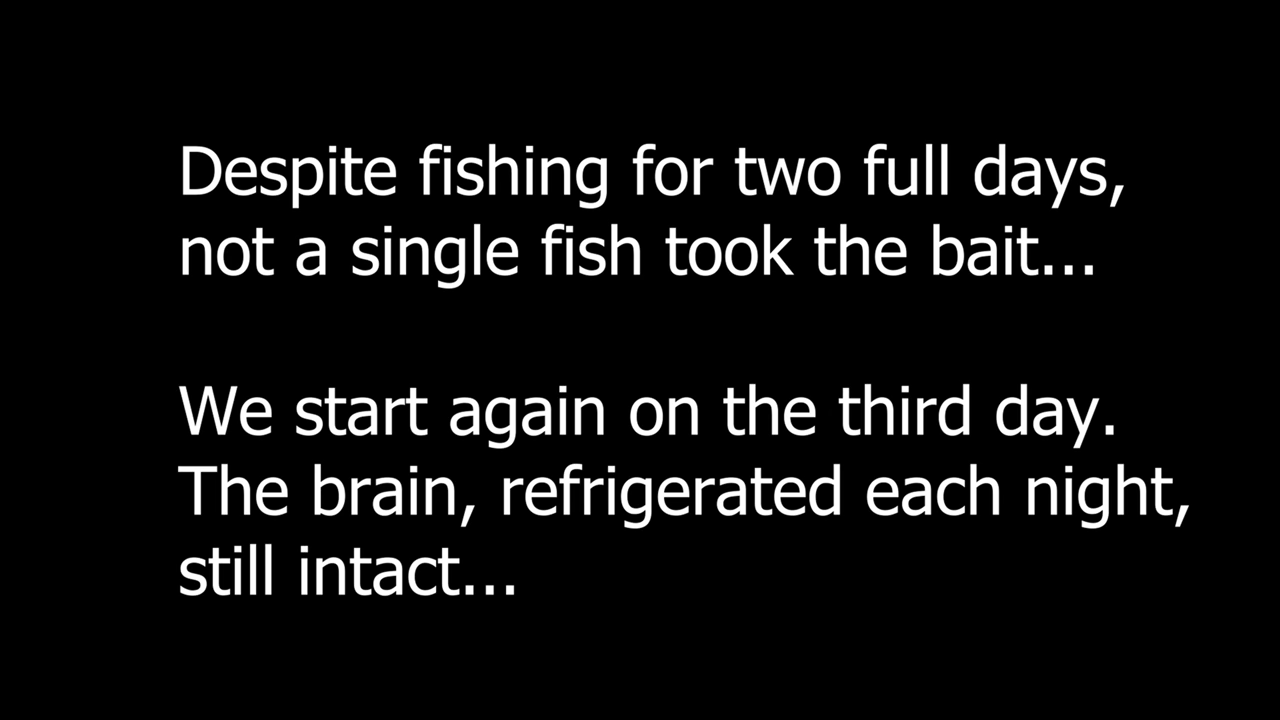 Despite fishing for two full days,
not a single fish took the bait...
We start again on the third day.
The brain, refrigerated each night,
still intact...